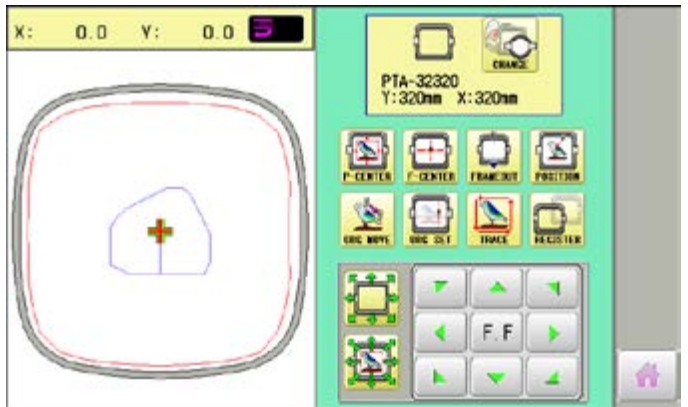 X: 0.0 Y: 0.0
CHANGE
PTA-32320
Y:320mm X:320mm
P-CENTER F-CENTER FRAMEOUT POSITION
ORG MOVE ORG SET TRACE REGISTER
F.F